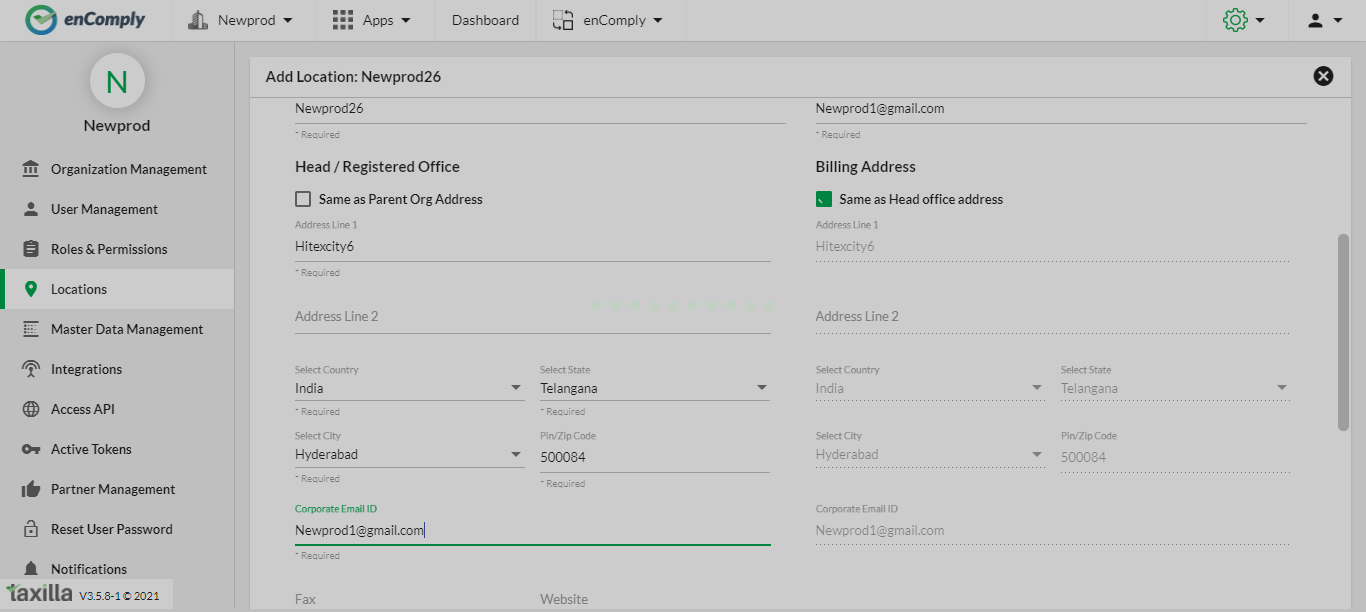 enComply Newprod Apps Dashboard enComply
N
Newprod
Organization Management
User Management
Roles & Permissions
Locations
Master Data Management
Integrations
Access API
Active Tokens
Partner Management
Reset User Password
Notifications
taxilla V3.5.8-1 © 2021
Add Location: Newprod26
Newprod26 Newprod1@gmail.com
* Required * Required
Head / Registered Office Billing Address
Same as Parent Org Address Same as Head office address
Address Line 1 Address Line 1
Hitexcity6 Hitexcity6
* Required
Address Line 2 Address Line 2
Select Country Select State Select Country Select State
India Telangana India Telangana
* Required * Required
Select City Pin/Zip Code Select City Pin/Zip Code
Hyderabad 500084 Hyderabad 500084
* Required * Required
Corporate Email ID Corporate Email ID
Newprod1@gmail.com Newprod1@gmail.com
* Required
Fax Website